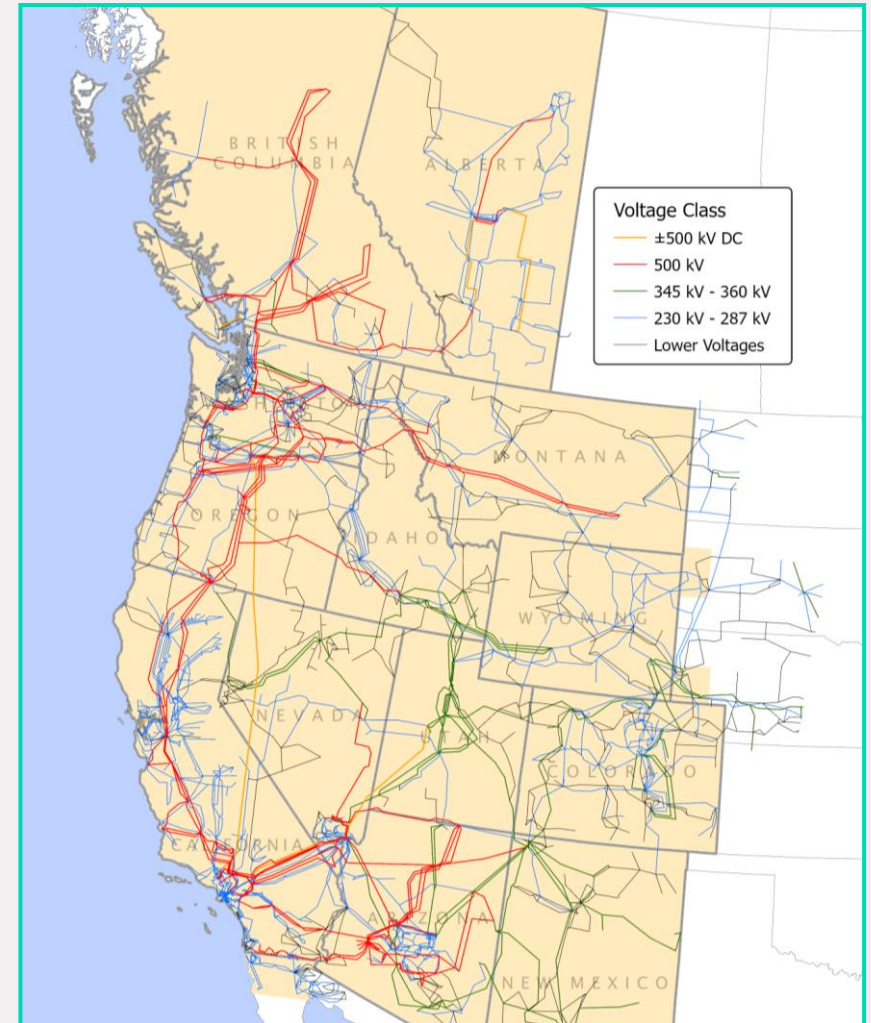 BRITISH
COLUMBIA
ALBERTA
Voltage Class
±500 kV DC
500 kV
345 kV - 360 kV
230 kV - 287 kV
Lower Voltages
WASHINGTON
MONTANA
OREGON
IDAHO
WYOMING
NEVADA
UTAH
COLORADO
CALIFORNIA
ARIZONA
NEW MEXICO